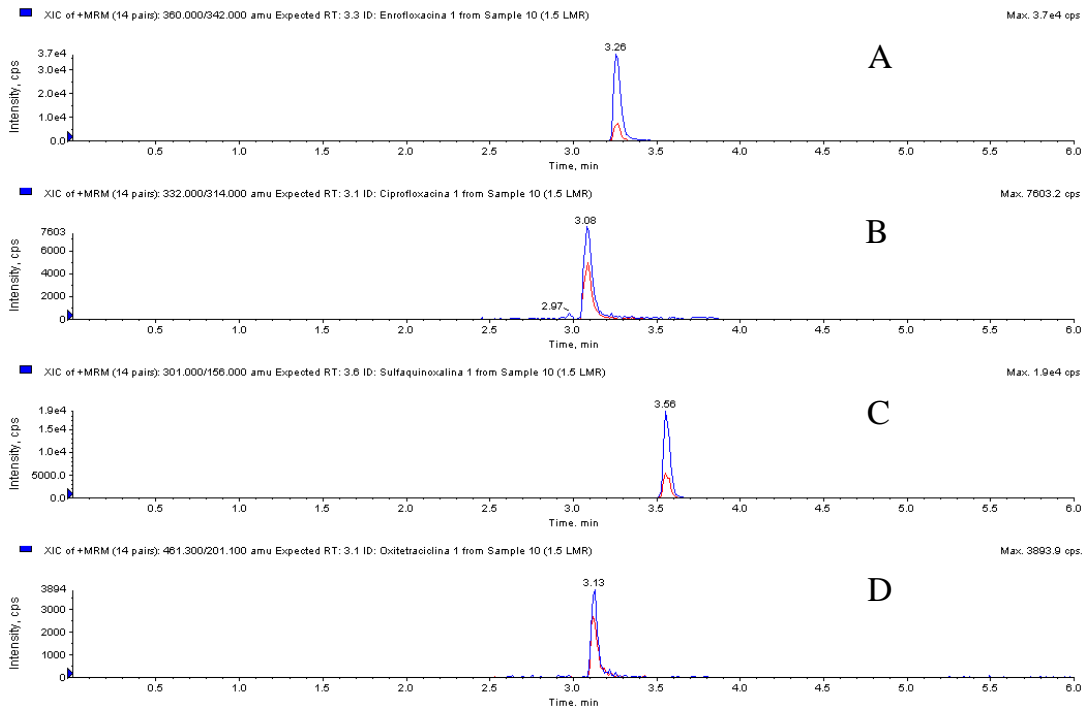 XIC of +MRM (14 pairs): 360.000/342.000 amu Expected RT: 3.3 ID: Enrofloxacina 1 from Sample 10 (1.5 LMR) Max. 3.7e4 cps
3.26
A
3.7e4
3.0e4
2.0e4
1.0e4
0.0
Intensity, cps
0.5 1.0 1.5 2.0 2.5 3.0 3.5 4.0 4.5 5.0 5.5 6.0
Time, min
XIC of +MRM (14 pairs): 332.000/314.000 amu Expected RT: 3.1 ID: Ciprofloxacina 1 from Sample 10 (1.5 LMR) Max. 7603.2 cps
3.08
B
7603
6000
4000
2000
0
Intensity, cps
2.97
0.5 1.0 1.5 2.0 2.5 3.0 3.5 4.0 4.5 5.0 5.5 6.0
Time, min
XIC of +MRM (14 pairs): 301.000/156.000 amu Expected RT: 3.6 ID: Sulfaquinoxalina 1 from Sample 10 (1.5 LMR) Max. 1.9e4 cps
3.56
C
1.9e4
1.5e4
1.0e4
5000.0
0.0
Intensity, cps
0.5 1.0 1.5 2.0 2.5 3.0 3.5 4.0 4.5 5.0 5.5 6.0
Time, min
XIC of +MRM (14 pairs): 461.300/201.100 amu Expected RT: 3.1 ID: Oxitetraciclina 1 from Sample 10 (1.5 LMR) Max. 3893.9 cps.
3.13
D
3894
3000
2000
1000
0
Intensity, cps
0.5 1.0 1.5 2.0 2.5 3.0 3.5 4.0 4.5 5.0 5.5 6.0
Time, min